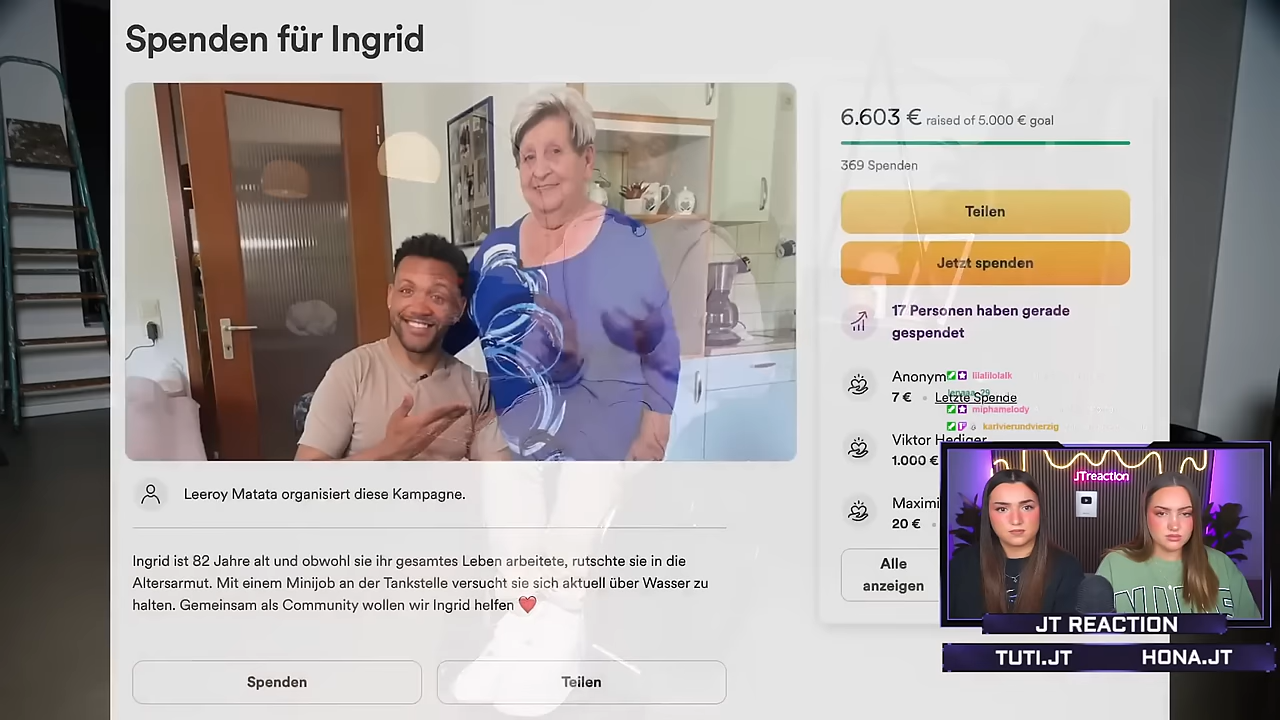 Spenden für Ingrid
6.603 € raised of 5.000 € goal
369 Spenden
Teilen
Jetzt spenden
17 Personen haben gerade
gespendet
Anonym
7 € • Letzte Spende
Viktor Hediger
1.000 €
Maximi
20 €
Alle
anzeigen
lilalilolalk
miphamelody
karlvierundvierzig
Leeroy Matata organisiert diese Kampagne.
Ingrid ist 82 Jahre alt und obwohl sie ihr gesamtes Leben arbeitete, rutschte sie in die
Altersarmut. Mit einem Minijob an der Tankstelle versucht sie sich aktuell über Wasser zu
halten. Gemeinsam als Community wollen wir Ingrid helfen ❤️
Spenden
Teilen
JTreaction
JT REACTION
TUTI.JT
HONA.JT